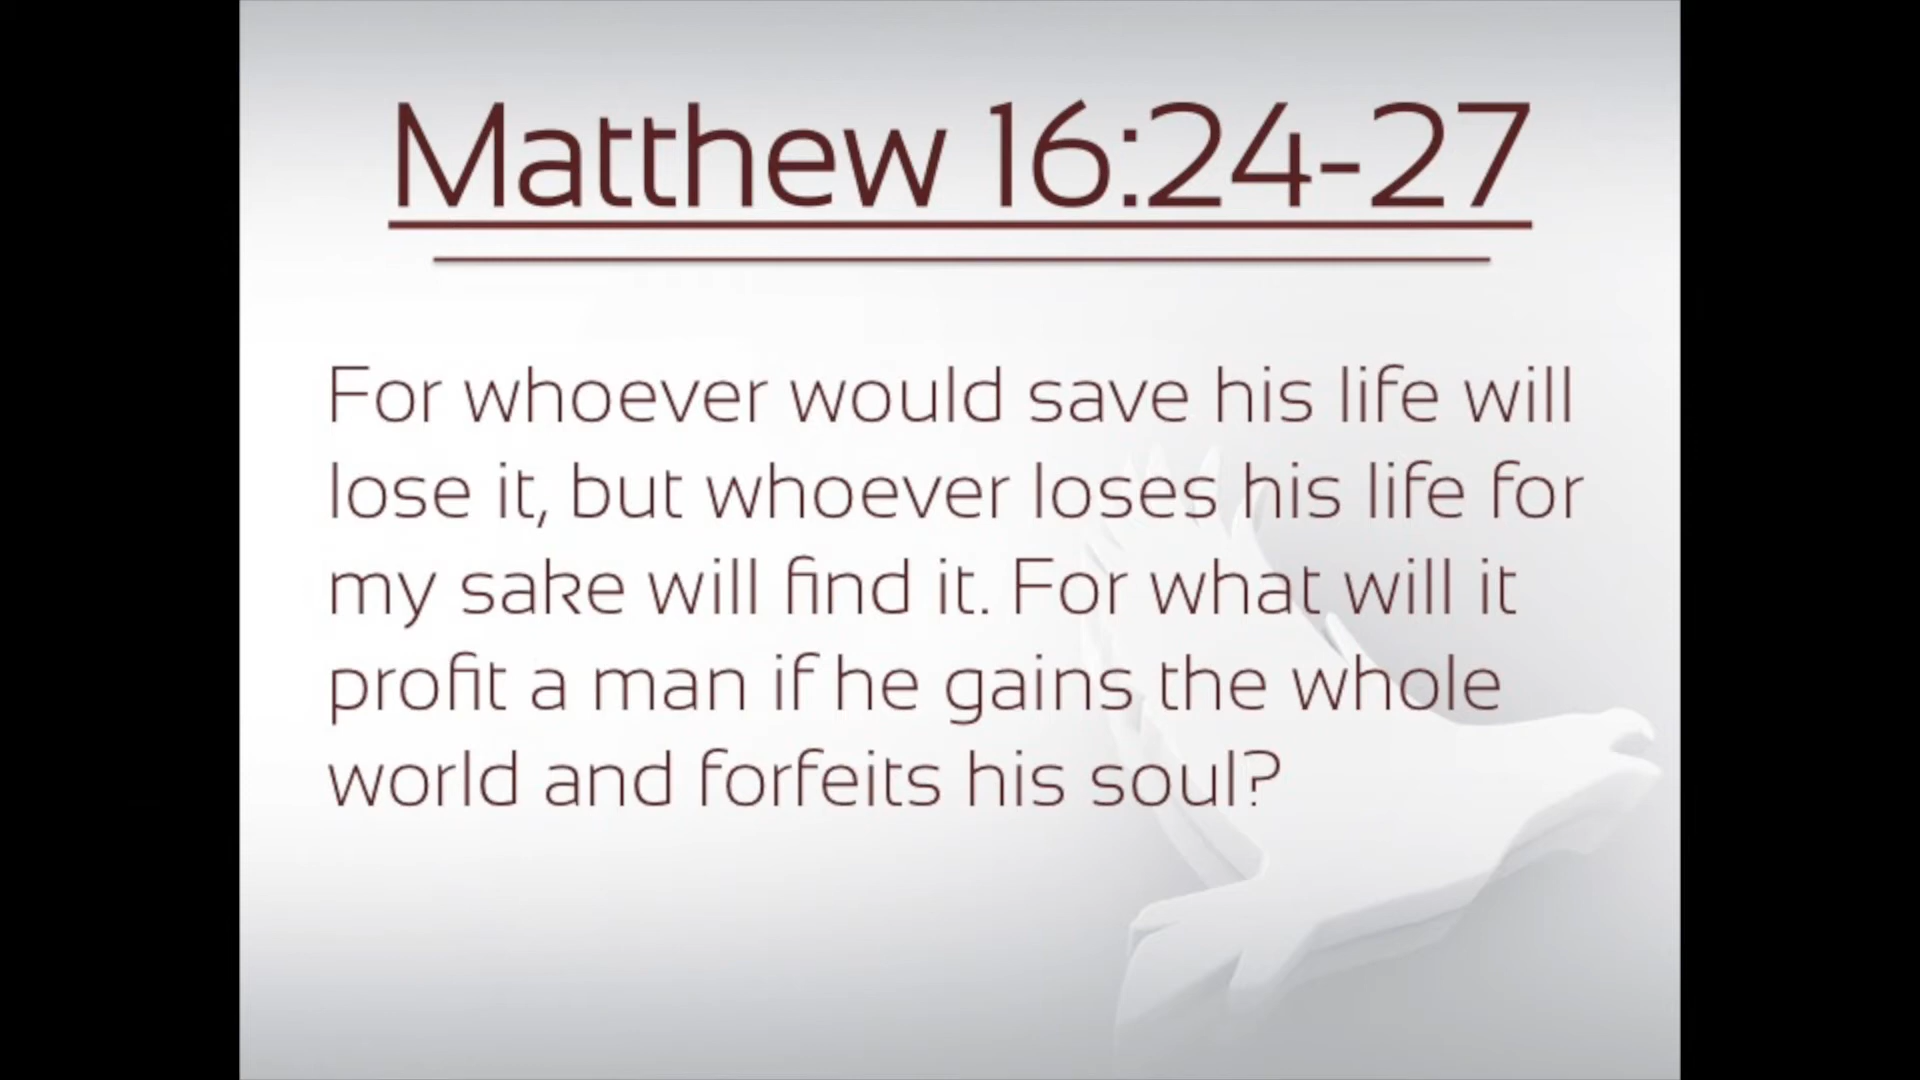 Matthew 16:24-27
For whoever would save his life will
lose it, but whoever loses his life for
my sake will find it. For what will it
profit a man if he gains the whole
world and forfeits his soul?